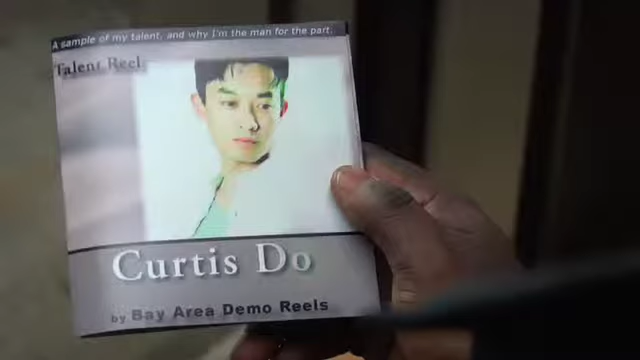 A sample of my talent, and why I'm the man for the part.
Talent Reel
Curtis Do
by Bay Area Demo Reels